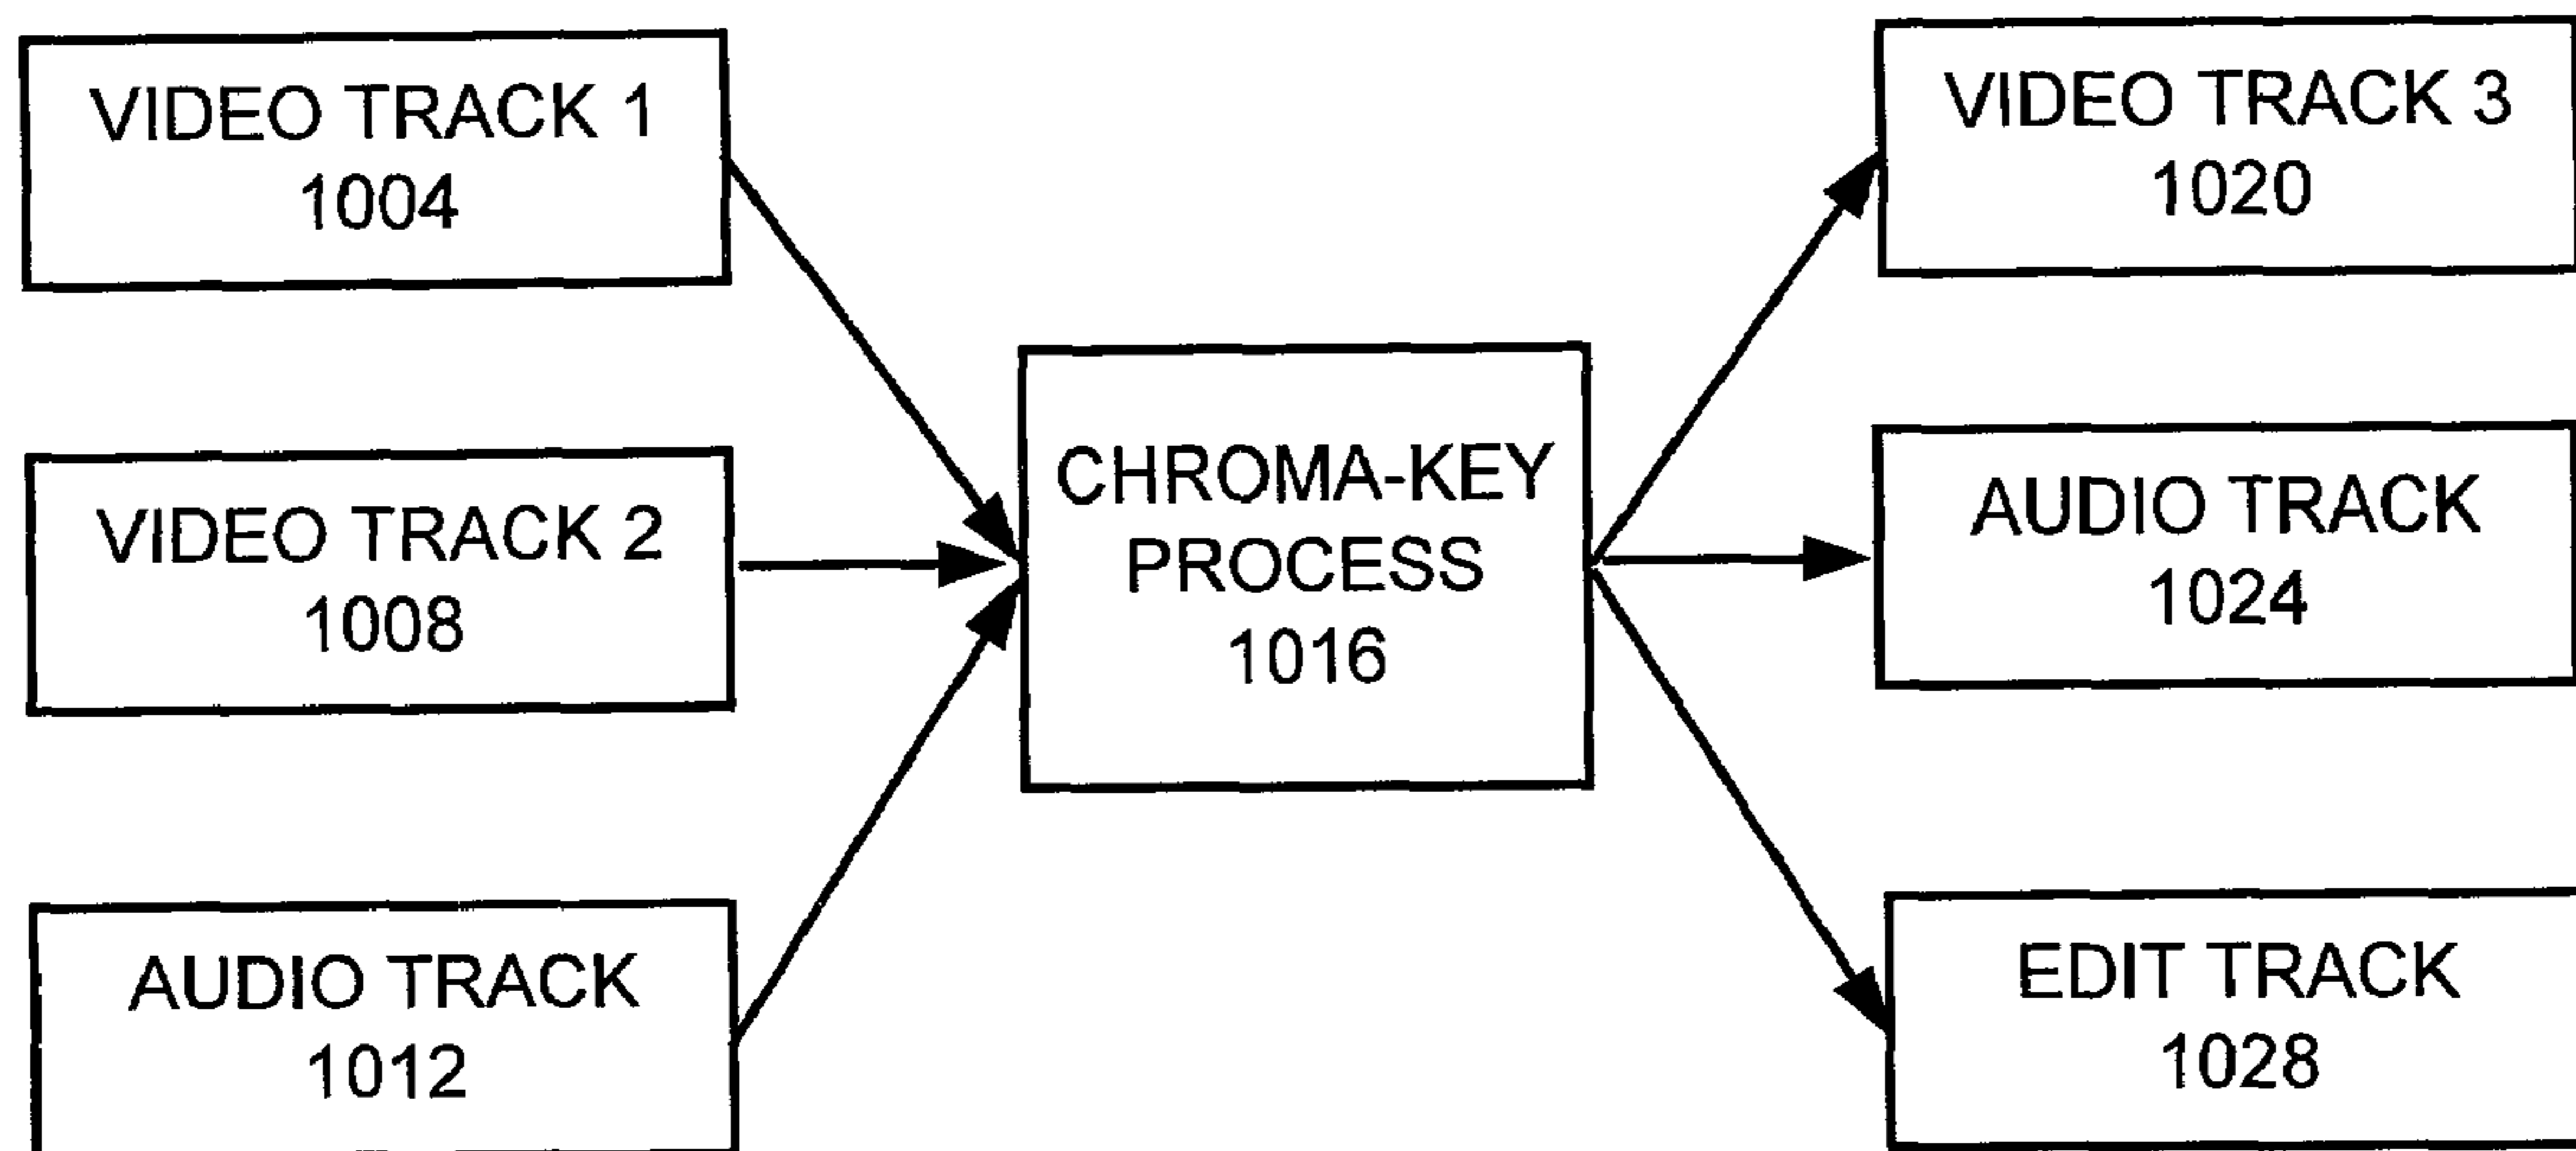 VIDEO TRACK 1
1004
VIDEO TRACK 2
1008
AUDIO TRACK
1012
CHROMA-KEY
PROCESS
1016
VIDEO TRACK 3
1020
AUDIO TRACK
1024
EDIT TRACK
1028